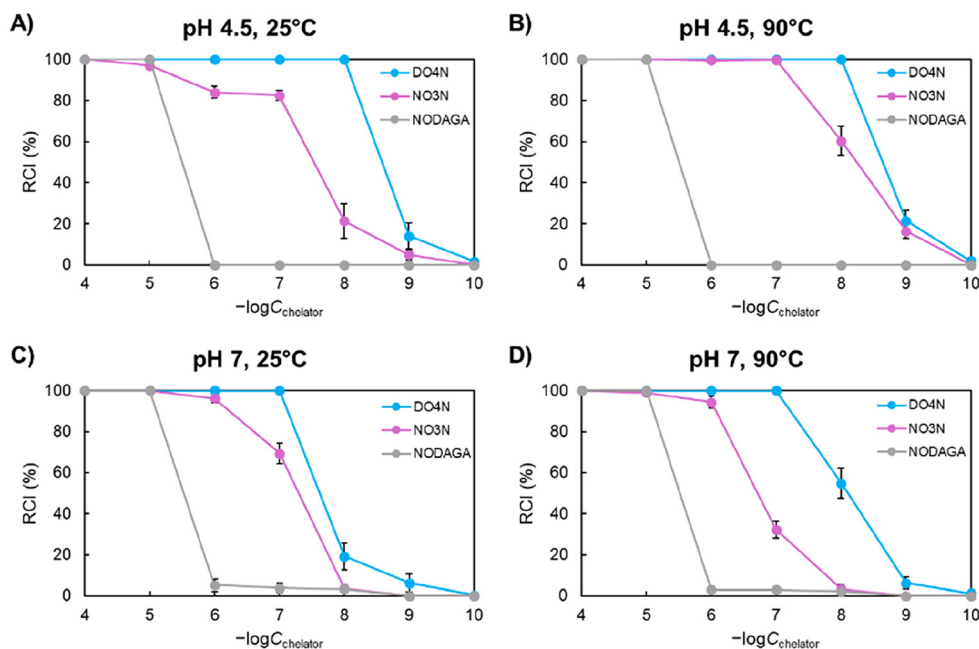 A)
pH 4.5, 25°C
100
80
60
40
20
0
RCI (%)
DO4N
NO3N
NODAGA
4 5 6 7 8 9 10
−logCchelator
B)
pH 4.5, 90°C
100
80
60
40
20
0
RCI (%)
DO4N
NO3N
NODAGA
4 5 6 7 8 9 10
−logCchelator
C)
pH 7, 25°C
100
80
60
40
20
0
RCI (%)
DO4N
NO3N
NODAGA
4 5 6 7 8 9 10
−logCchelator
D)
pH 7, 90°C
100
80
60
40
20
0
RCI (%)
DO4N
NO3N
NODAGA
4 5 6 7 8 9 10
−logCchelator